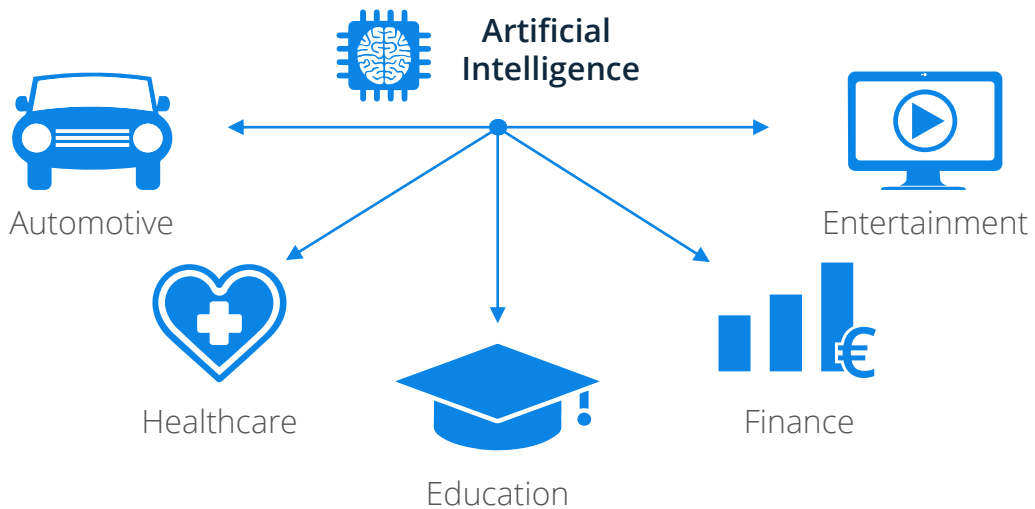 Artificial
Intelligence
Automotive
Entertainment
Healthcare
€
Finance
Education